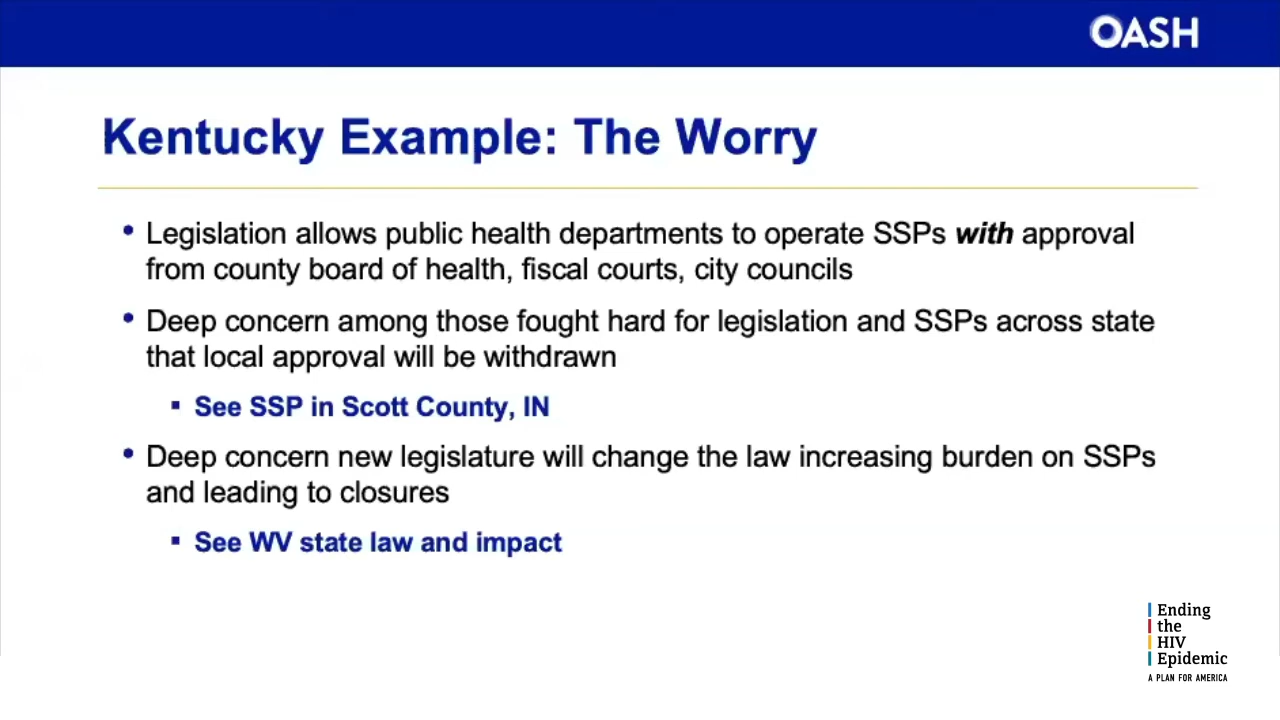 OASH
Kentucky Example: The Worry
• Legislation allows public health departments to operate SSPs with approval
from county board of health, fiscal courts, city councils
• Deep concern among those fought hard for legislation and SSPs across state
that local approval will be withdrawn
▪ See SSP in Scott County, IN
• Deep concern new legislature will change the law increasing burden on SSPs
and leading to closures
▪ See WV state law and impact
Ending
the
HIV
Epidemic
A PLAN FOR AMERICA